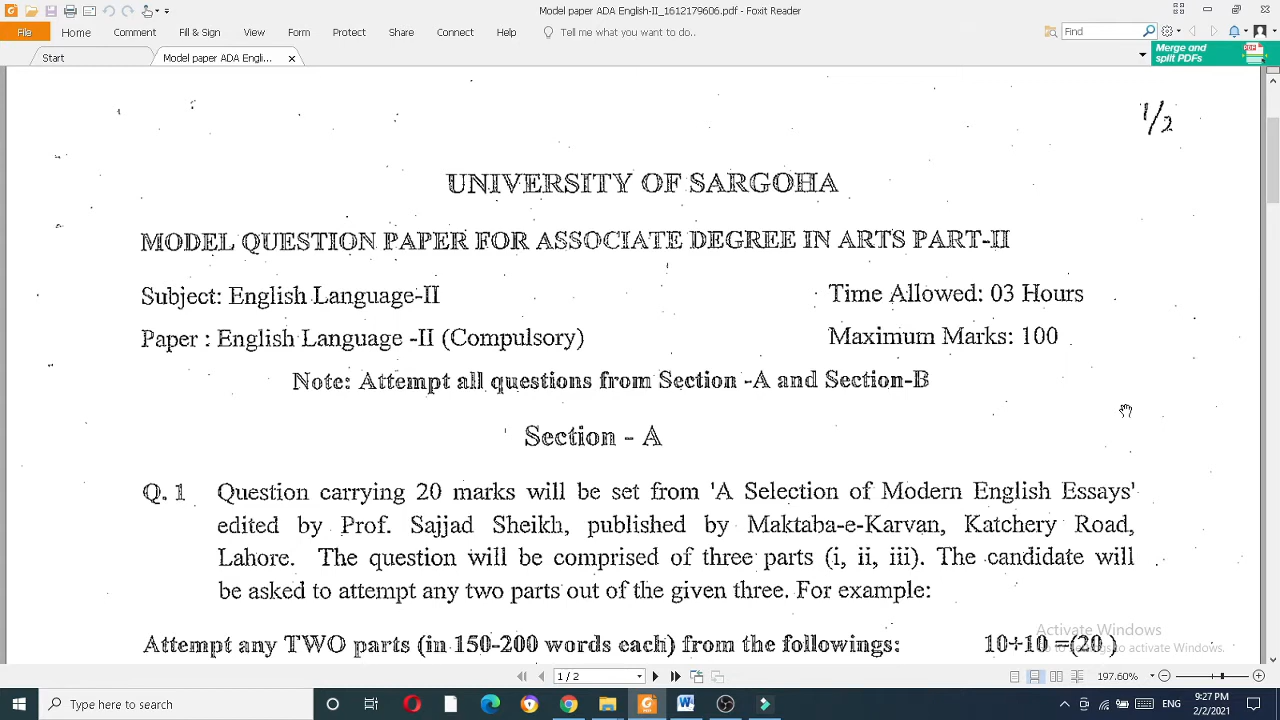 Model paper ADA English-II_1612179506.pdf - Foxit Reader
File Home Comment Fill & Sign View Form Protect Share Connect Help Tell me what you want to do.. Find
Start Model paper ADA Engli... Merge and
split PDFs
1/2
UNIVERSITY OF SARGOHA
MODEL QUESTION PAPER FOR ASSOCIATE DEGREE IN ARTS PART-II
Subject: English Language-II Time Allowed: 03 Hours
Paper : English Language -II (Compulsory) Maximum Marks: 100
Note: Attempt all questions from Section -A and Section-B
Section - A
Q. 1 Question carrying 20 marks will be set from 'A Selection of Modern English Essays'
edited by Prof. Sajjad Sheikh, published by Maktaba-e-Karvan, Katchery Road,
Lahore. The question will be comprised of three parts (i, ii, iii). The candidate will
be asked to attempt any two parts out of the given three. For example:
Attempt any TWO parts (in 150-200 words each) from the followings: 10+10 =(20 )
Activate Windows
to activate Windows.
1 / 2 197.60%
Type here to search 9:27 PM
2/2/2021